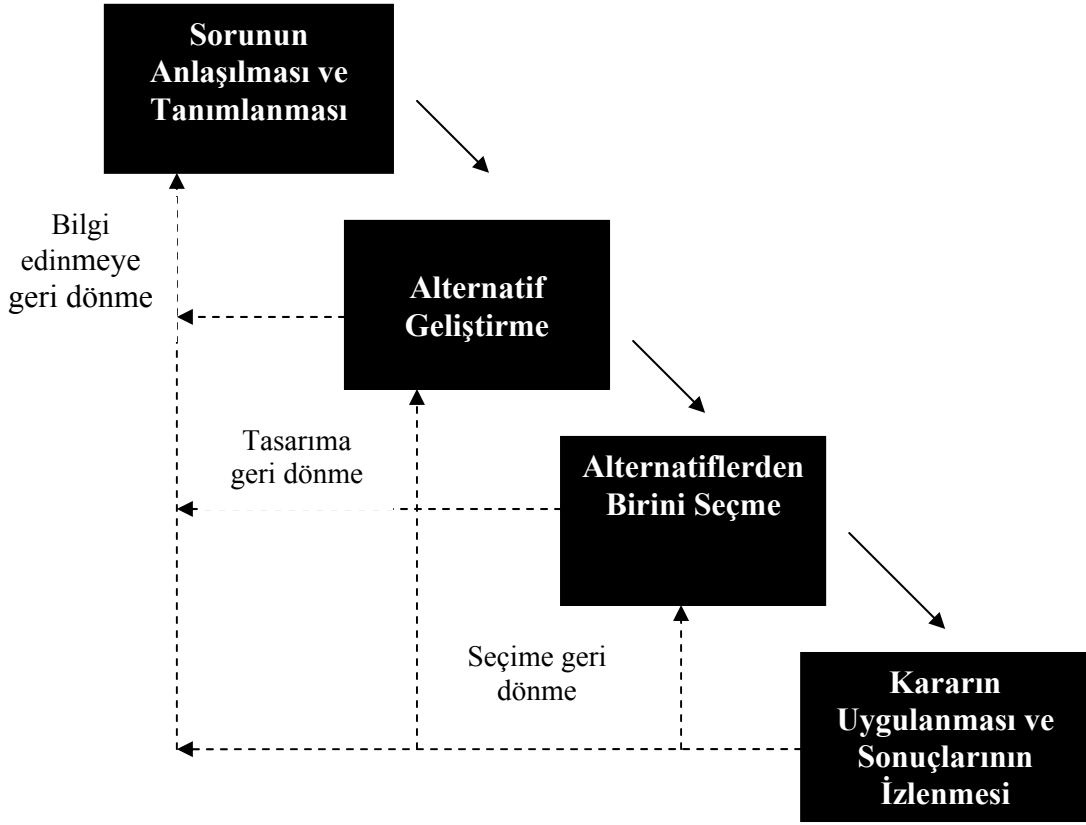 Sorunun
Anlaşılması ve
Tanımlanması
Bilgi
edinmeye
geri dönme
Alternatif
Geliştirme
Tasarıma
geri dönme
Alternatiflerden
Birini Seçme
Seçime geri
dönme
Kararın
Uygulanması ve
Sonuçlarının
İzlenmesi